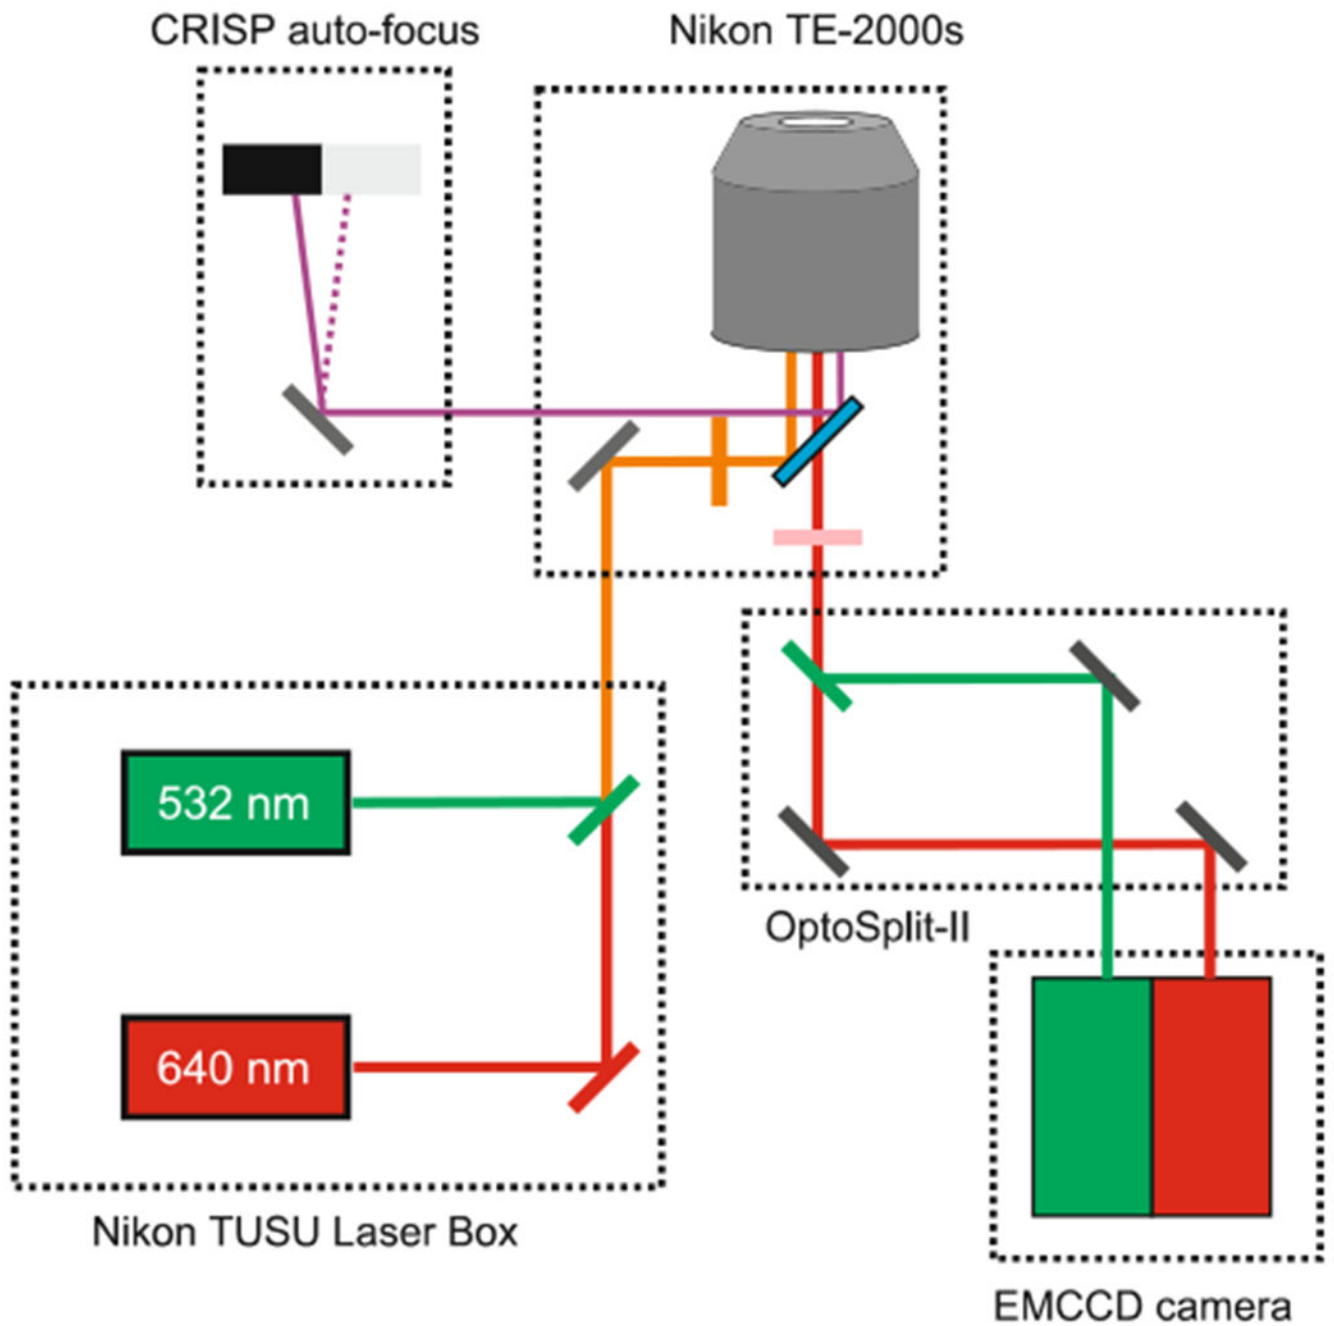 CRISP auto-focus
Nikon TE-2000s
532 nm
640 nm
OptoSplit-II
Nikon TUSU Laser Box
EMCCD camera